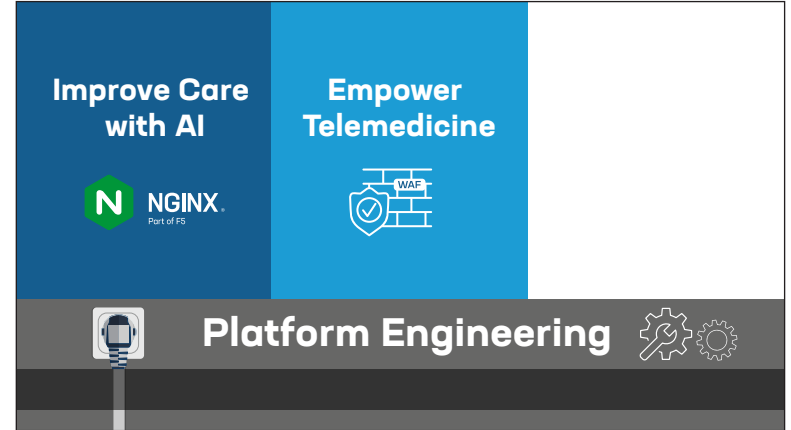 Improve Care
with AI
NGINX.
Part of F5
Empower
Telemedicine
WAF
Platform Engineering